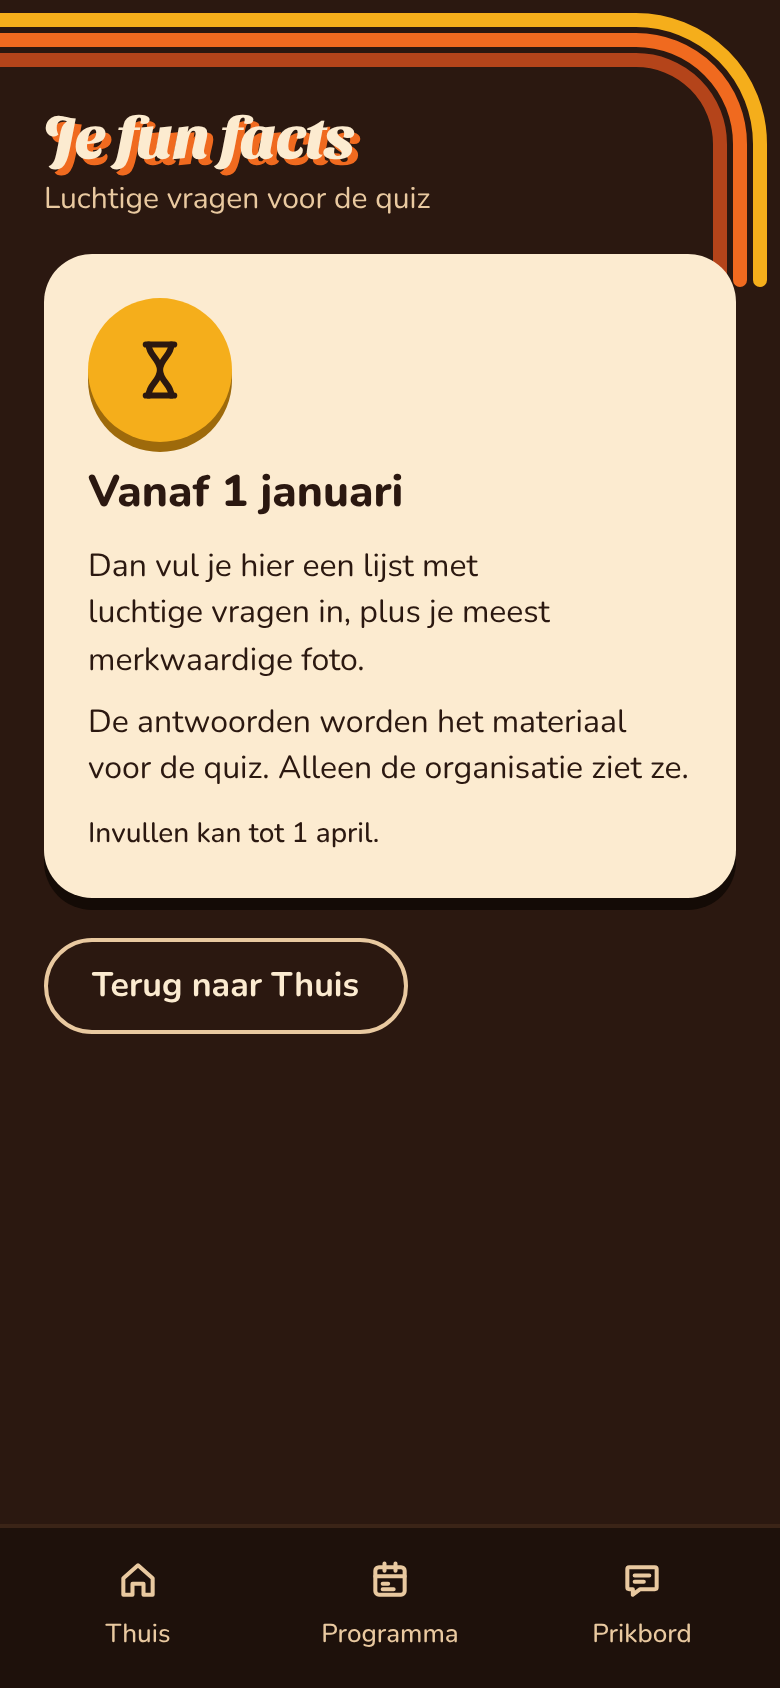 Je fun facts
Luchtige vragen voor de quiz
Vanaf 1 januari
Dan vul je hier een lijst met
luchtige vragen in, plus je meest
merkwaardige foto.
De antwoorden worden het materiaal
voor de quiz. Alleen de organisatie ziet ze.
Invullen kan tot 1 april.
Terug naar Thuis
Thuis
Programma
Prikbord